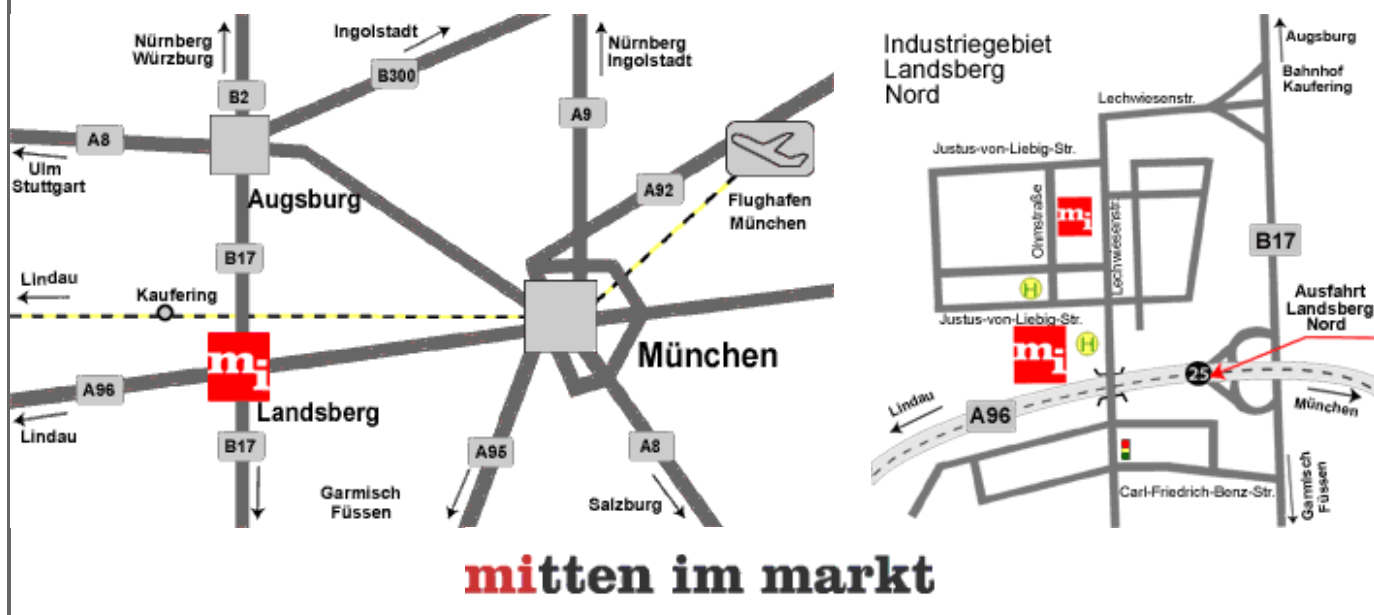 Nürnberg
Würzburg
Ingolstadt
B300
Nürnberg
Ingolstadt
B2
A9
A8
Ulm
Stuttgart
Augsburg
A92
Flughafen
München
B17
Lindau
Kaufering
mi
München
A96
Landsberg
Lindau
B17
A95
A8
Garmisch
Füssen
Salzburg
Industriegebiet
Landsberg
Nord
Augsburg
Bahnhof
Kaufering
Lechwiesenstr.
Justus-von-Liebig-Str.
Ohmstraße
mi
Lechwiesenstr.
B17
H
Ausfahrt
Landsberg
Nord
Justus-von-Liebig-Str.
mi
H
25
Lindau
A96
München
Carl-Friedrich-Benz-Str.
Garmisch
Füssen
mitten im markt